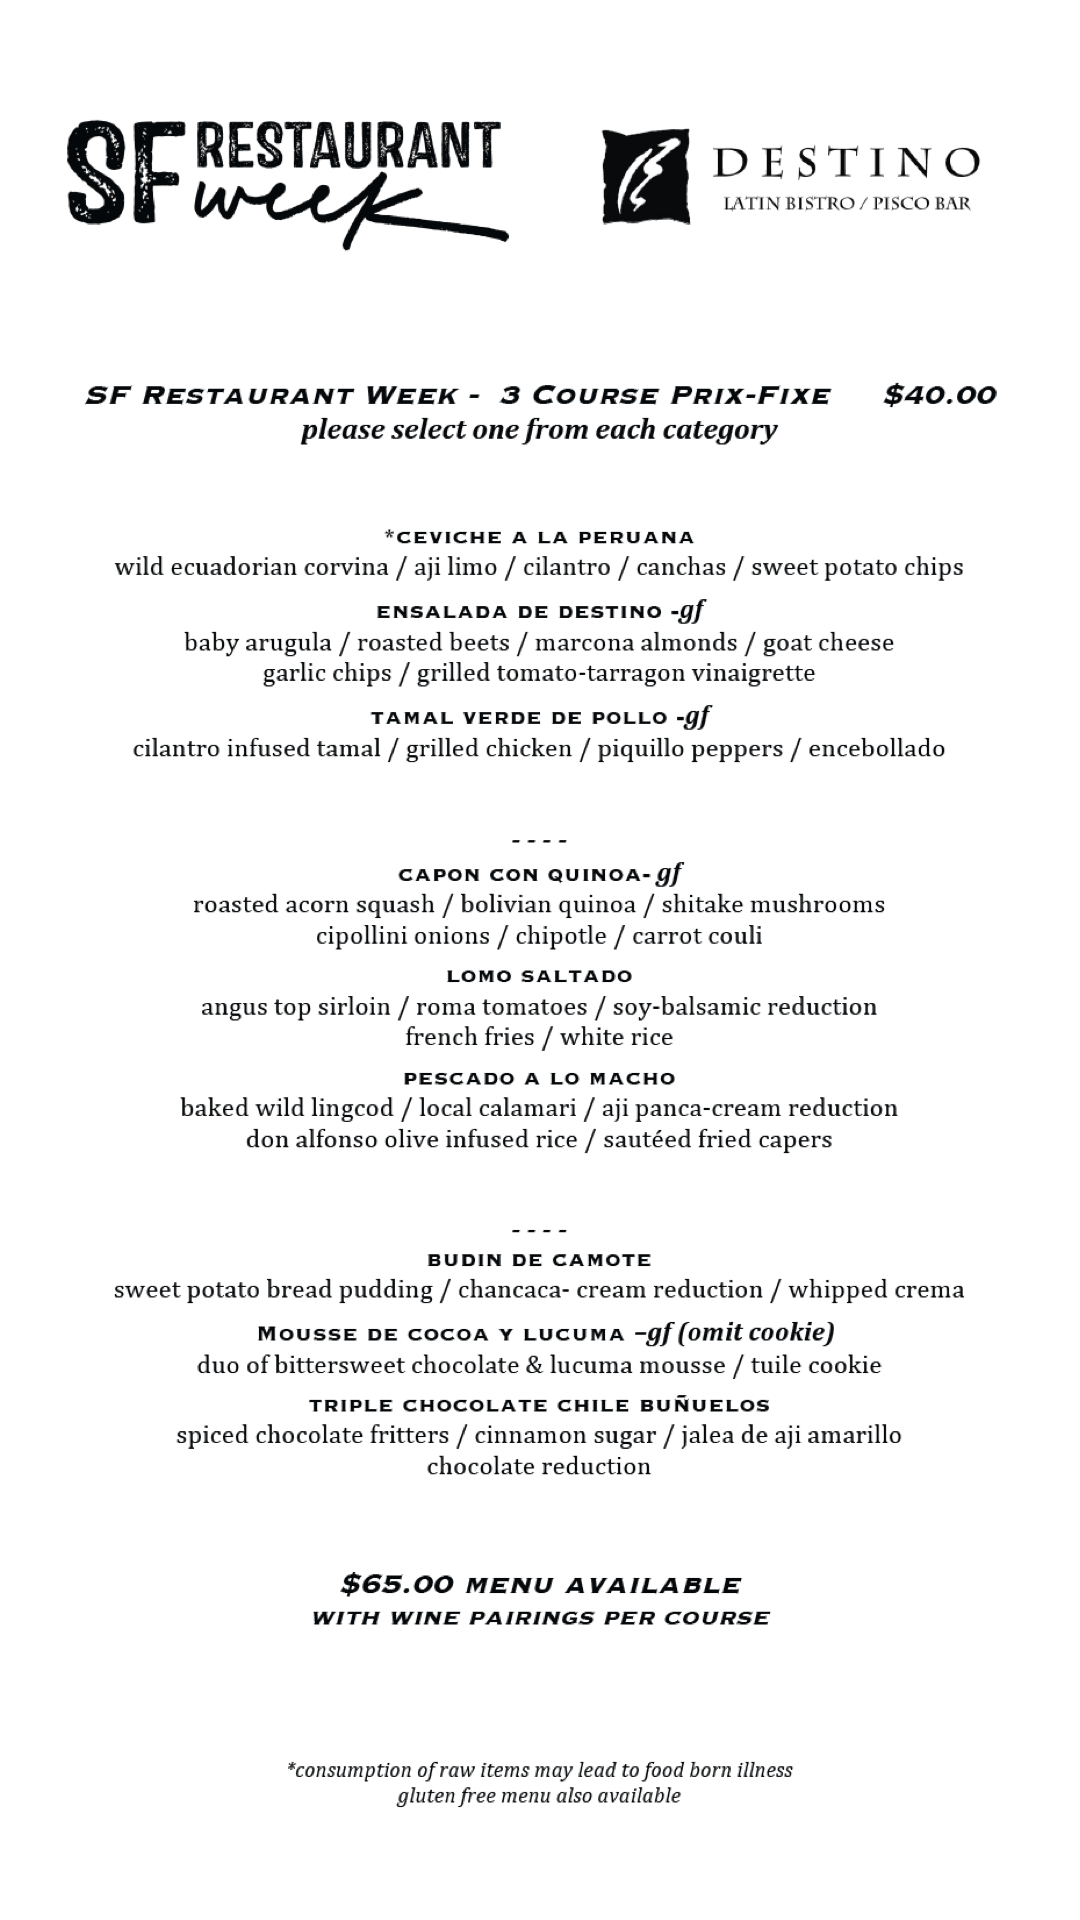 SF RESTAURANT
week
DESTINO
LATIN BISTRO / PISCO BAR
SF RESTAURANT WEEK - 3 COURSE PRIX-FIXE $40.00
please select one from each category
*CEVICHE A LA PERUANA
wild ecuadorian corvina / aji limo / cilantro / canchas / sweet potato chips
ENSALADA DE DESTINO -gf
baby arugula / roasted beets / marcona almonds / goat cheese
garlic chips / grilled tomato-tarragon vinaigrette
TAMAL VERDE DE POLLO -gf
cilantro infused tamal / grilled chicken / piquillo peppers / encebollado
- - - -
CAPON CON QUINOA- gf
roasted acorn squash / bolivian quinoa / shitake mushrooms
cipollini onions / chipotle / carrot couli
LOMO SALTADO
angus top sirloin / roma tomatoes / soy-balsamic reduction
french fries / white rice
PESCADO A LO MACHO
baked wild lingcod / local calamari / aji panca-cream reduction
don alfonso olive infused rice / sautéed fried capers
- - - -
BUDIN DE CAMOTE
sweet potato bread pudding / chancaca- cream reduction / whipped crema
MOUSSE DE COCOA Y LUCUMA –gf (omit cookie)
duo of bittersweet chocolate & lucuma mousse / tuile cookie
TRIPLE CHOCOLATE CHILE BUÑUELOS
spiced chocolate fritters / cinnamon sugar / jalea de aji amarillo
chocolate reduction
$65.00 MENU AVAILABLE
WITH WINE PAIRINGS PER COURSE
*consumption of raw items may lead to food born illness
gluten free menu also available